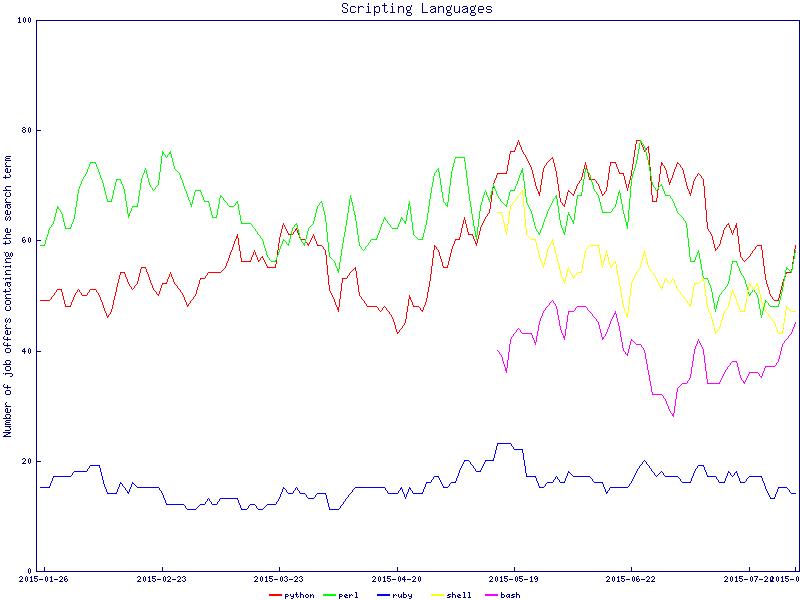 Scripting Languages
Number of job offers containing the search term
100
80
60
40
20
0
2015-01-26 2015-02-23 2015-03-23 2015-04-20 2015-05-19 2015-06-22
python perl ruby shell bash